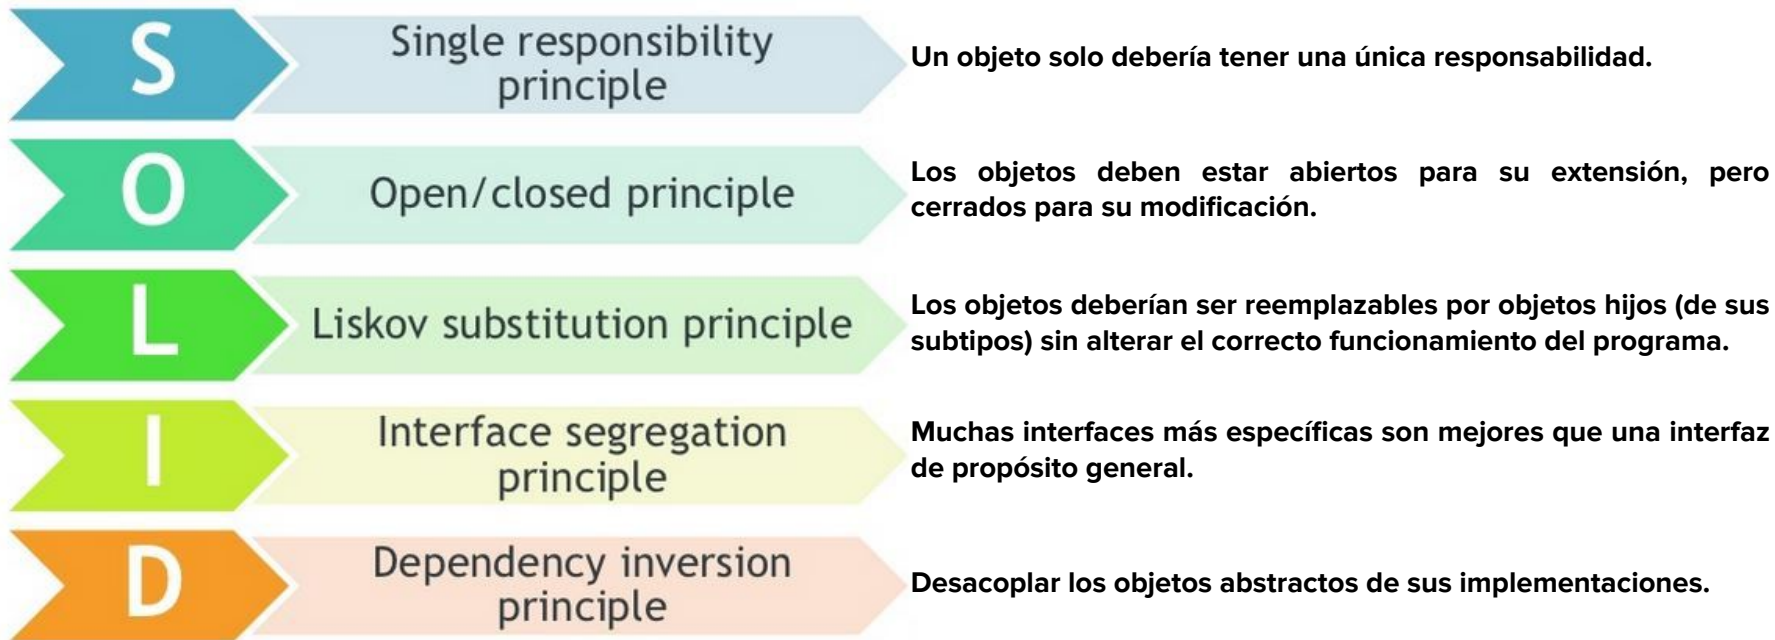 S
Single responsibility
principle
Un objeto solo debería tener una única responsabilidad.
O
Open/closed principle
Los objetos deben estar abiertos para su extensión, pero
cerrados para su modificación.
L
Liskov substitution principle
Los objetos deberían ser reemplazables por objetos hijos (de sus
subtipos) sin alterar el correcto funcionamiento del programa.
I
Interface segregation
principle
Muchas interfaces más específicas son mejores que una interfaz
de propósito general.
D
Dependency inversion
principle
Desacoplar los objetos abstractos de sus implementaciones.